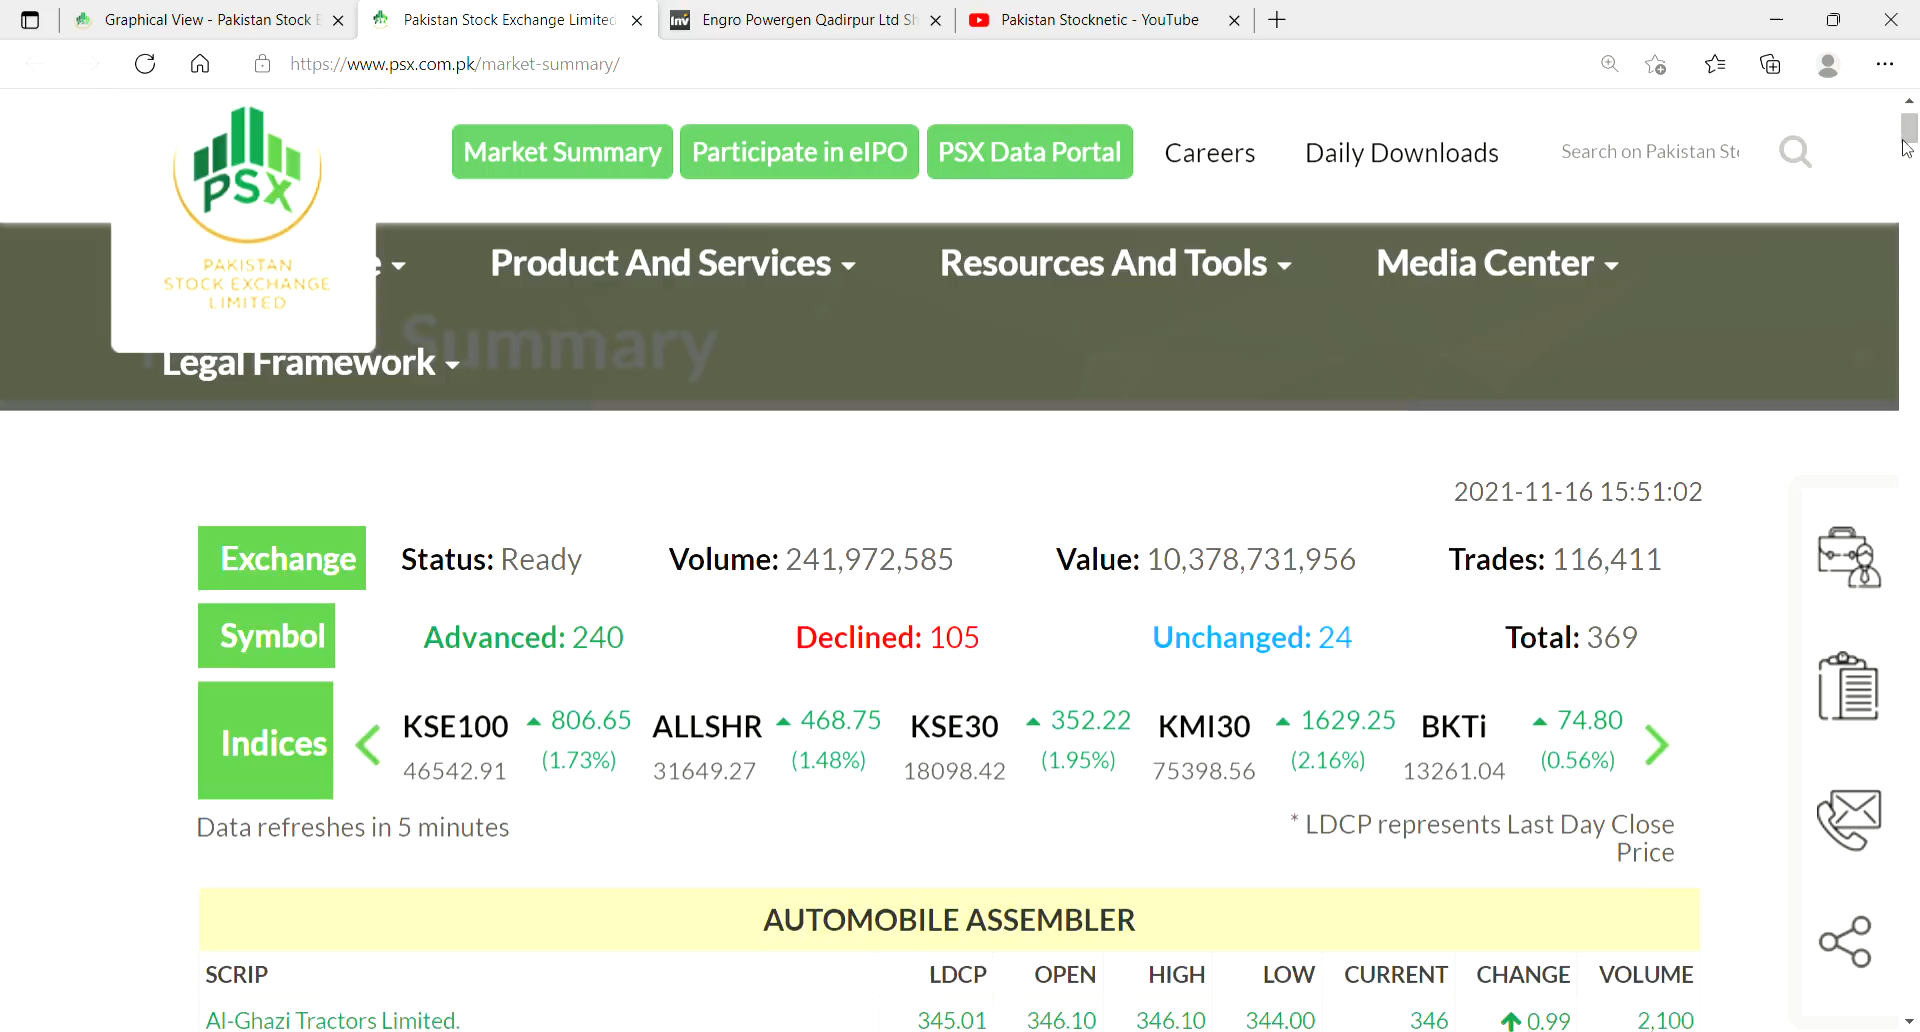 Graphical View - Pakistan Stock E
Pakistan Stock Exchange Limited
Engro Powergen Qadirpur Ltd Sh
Pakistan Stocknetic - YouTube
https://www.psx.com.pk/market-summary/
PSX
PAKISTAN
STOCK EXCHANGE
LIMITED
Market Summary
Participate in eIPO
PSX Data Portal
Careers
Daily Downloads
Search on Pakistan Sto
Product And Services
Resources And Tools
Media Center
Summary
Legal Framework
2021-11-16 15:51:02
Exchange Status: Ready Volume: 241,972,585 Value: 10,378,731,956 Trades: 116,411
Symbol Advanced: 240 Declined: 105 Unchanged: 24 Total: 369
Indices
KSE100 806.65
46542.91 (1.73%)
ALLSHR 468.75
31649.27 (1.48%)
KSE30 352.22
18098.42 (1.95%)
KMI30 1629.25
75398.56 (2.16%)
BKTi 74.80
13261.04 (0.56%)
Data refreshes in 5 minutes
* LDCP represents Last Day Close
Price
AUTOMOBILE ASSEMBLER
SCRIP LDCP OPEN HIGH LOW CURRENT CHANGE VOLUME
Al-Ghazi Tractors Limited. 345.01 346.10 346.10 344.00 346 0.99 2,100